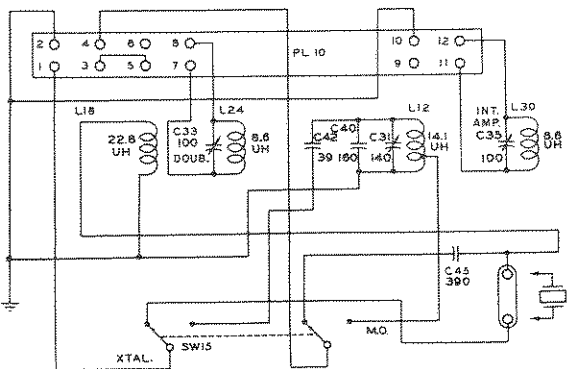 2 4 6 8 10 12
PL 10
1 3 5 7 9 11
L18 L24 L12 INT. L30
AMP.
22.8 UH
C33 100 DOUB.
8.6 UH
C42 39
C40 160
C31 140
14.1 UH
C35 100
8.6 UH
C45
390
M.O.
SW15
XTAL.